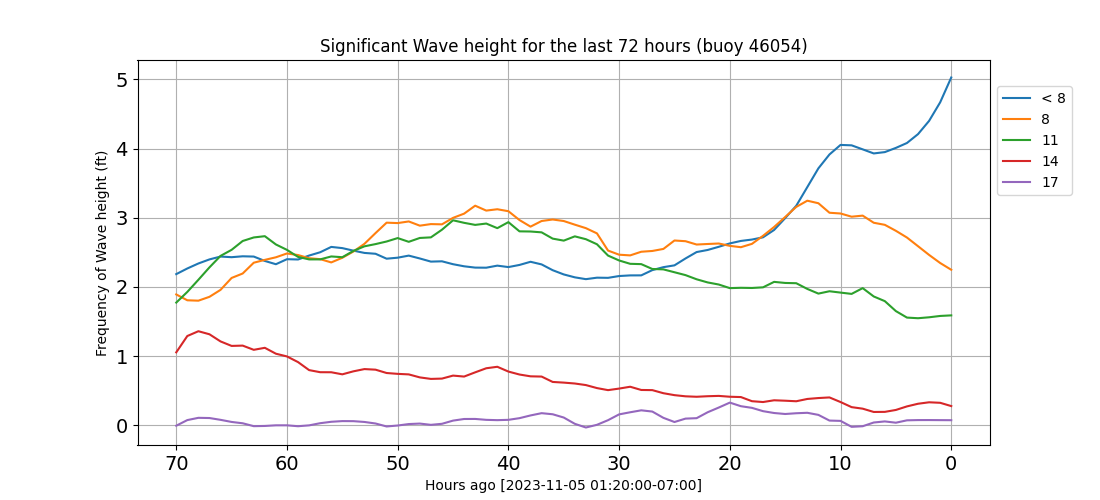 Significant Wave height for the last 72 hours (buoy 46054)
Frequency of Wave height (ft)
5
4
3
2
1
0
70 60 50 40 30 20 10 0
Hours ago [2023-11-05 01:20:00-07:00]
< 8
8
11
14
17